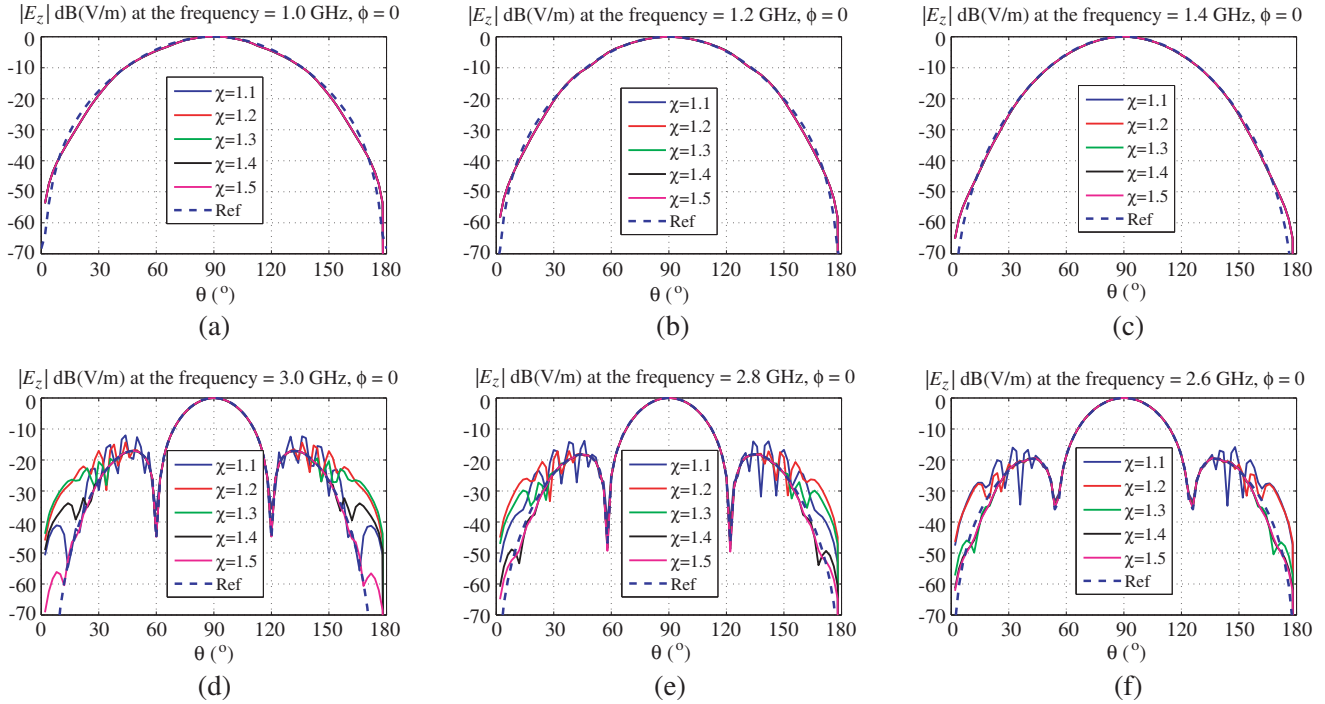 |E_z| dB(V/m) at the frequency = 1.0 GHz, ϕ = 0
0
-10
-20
-30
-40
-50
-60
-70
χ=1.1
χ=1.2
χ=1.3
χ=1.4
χ=1.5
Ref
0 30 60 90 120 150 180
θ (°)
(a)
|E_z| dB(V/m) at the frequency = 1.2 GHz, ϕ = 0
0
-10
-20
-30
-40
-50
-60
-70
χ=1.1
χ=1.2
χ=1.3
χ=1.4
χ=1.5
Ref
0 30 60 90 120 150 180
θ (°)
(b)
|E_z| dB(V/m) at the frequency = 1.4 GHz, ϕ = 0
0
-10
-20
-30
-40
-50
-60
-70
χ=1.1
χ=1.2
χ=1.3
χ=1.4
χ=1.5
Ref
0 30 60 90 120 150 180
θ (°)
(c)
|E_z| dB(V/m) at the frequency = 3.0 GHz, ϕ = 0
0
-10
-20
-30
-40
-50
-60
-70
χ=1.1
χ=1.2
χ=1.3
χ=1.4
χ=1.5
Ref
0 30 60 90 120 150 180
θ (°)
(d)
|E_z| dB(V/m) at the frequency = 2.8 GHz, ϕ = 0
0
-10
-20
-30
-40
-50
-60
-70
χ=1.1
χ=1.2
χ=1.3
χ=1.4
χ=1.5
Ref
0 30 60 90 120 150 180
θ (°)
(e)
|E_z| dB(V/m) at the frequency = 2.6 GHz, ϕ = 0
0
-10
-20
-30
-40
-50
-60
-70
χ=1.1
χ=1.2
χ=1.3
χ=1.4
χ=1.5
Ref
0 30 60 90 120 150 180
θ (°)
(f)